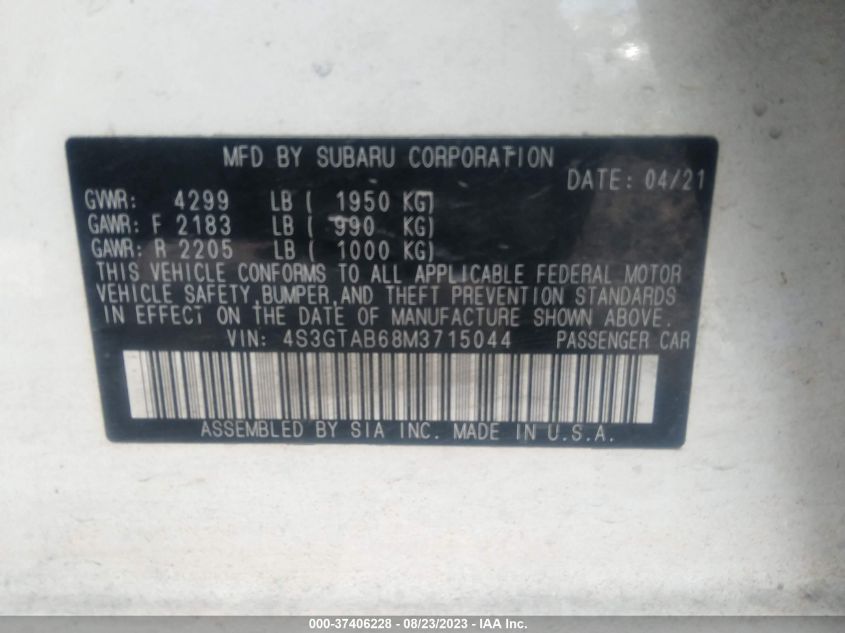 MFD BY SUBARU CORPORATION
DATE: 04/21
GVWR: 4299 LB ( 1950 KG)
GAWR: F 2183 LB ( 990 KG)
GAWR: R 2205 LB ( 1000 KG)
THIS VEHICLE CONFORMS TO ALL APPLICABLE FEDERAL MOTOR
VEHICLE SAFETY,BUMPER,AND THEFT PREVENTION STANDARDS
IN EFFECT ON THE DATE OF MANUFACTURE SHOWN ABOVE.
VIN: 4S3GTAB68M3715044 PASSENGER CAR
ASSEMBLED BY SIA INC. MADE IN U.S.A.
000-37406228 - 08/23/2023 - IAA Inc.